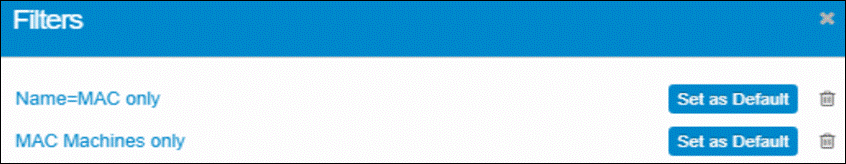 Filters
Name=MAC only Set as Default
MAC Machines only Set as Default